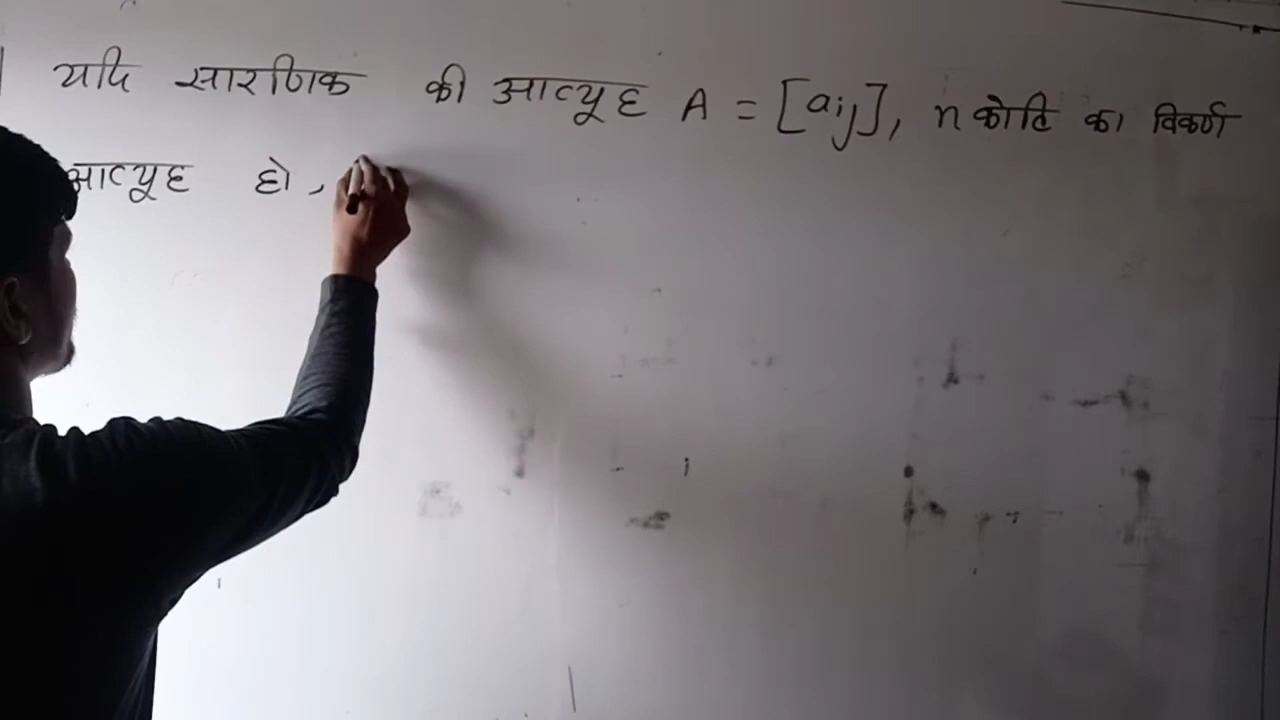 यदि सारणिक की आव्यूह A = [aij], n कोटि का विकर्ण
आव्यूह हो,